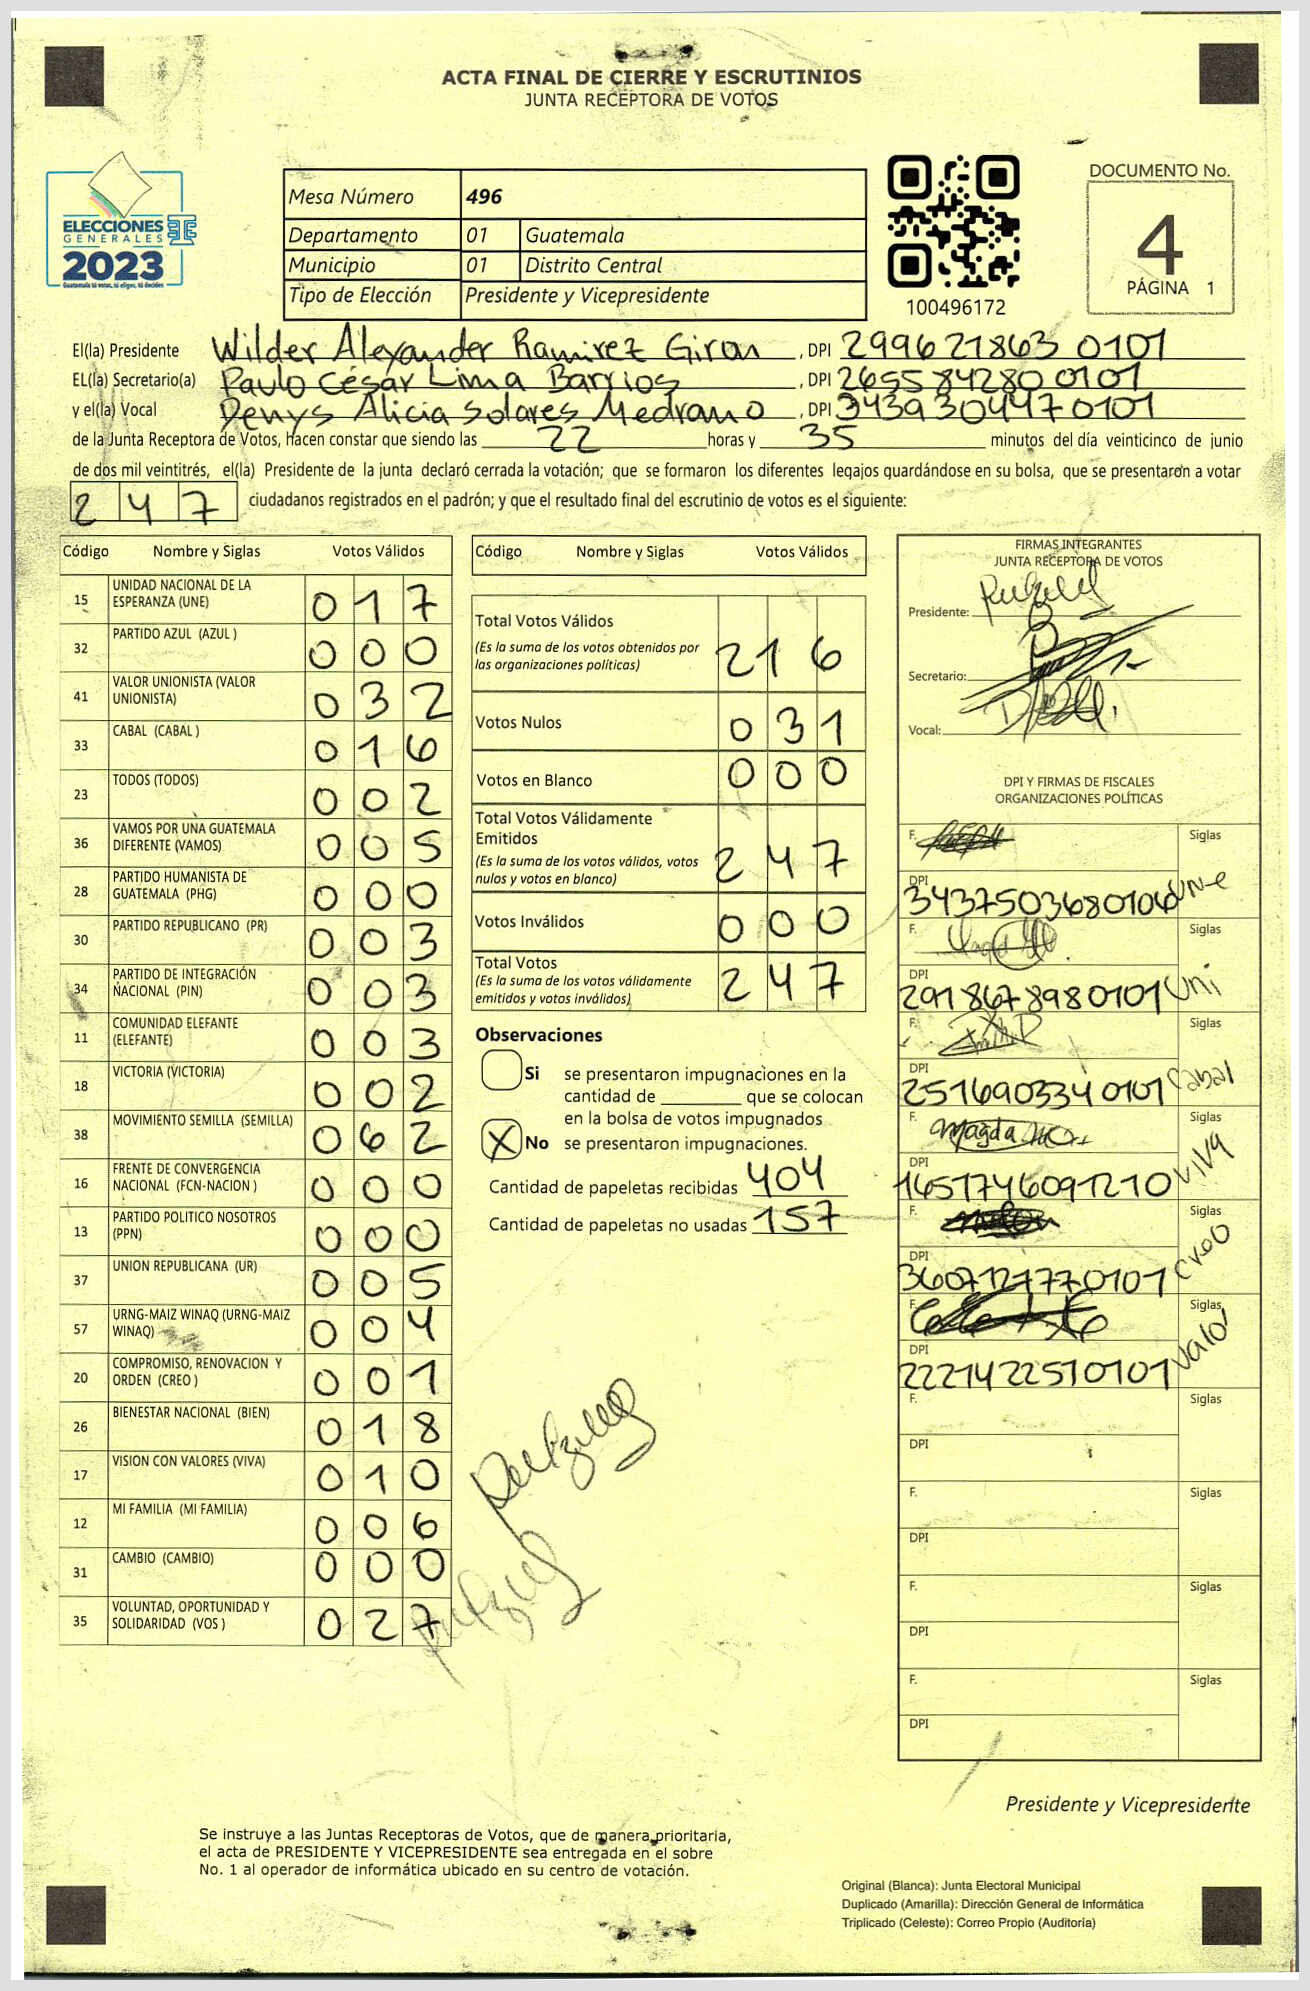 ACTA FINAL DE CIERRE Y ESCRUTINIOS
JUNTA RECEPTORA DE VOTOS
ELECCIONES
GENERALES
2023
Guatemala tú votas, tú eliges, tú decides
Mesa Número 496
Departamento 01 Guatemala
Municipio 01 Distrito Central
Tipo de Elección Presidente y Vicepresidente
100496172
DOCUMENTO No.
4
PÁGINA 1
El(la) Presidente Wilder Alexander Ramirez Giron , DPI 299621863 0101
EL(la) Secretario(a) Paulo César Lima Barrios , DPI 2655 84280 0101
y el(la) Vocal Denys Alicia Solares Medrano , DPI 3439 30447 0101
de la Junta Receptora de Votos, Hacen constar que siendo las 22 horas y 35 minutos del día veinticinco de junio
de dos mil veintitrés, el(la) Presidente de la junta declaró cerrada la votación; que se formaron los diferentes legajos guardándose en su bolsa, que se presentaron a votar
2 4 7 ciudadanos registrados en el padrón; y que el resultado final del escrutinio de votos es el siguiente:
Código Nombre y Siglas Votos Válidos
15 UNIDAD NACIONAL DE LA ESPERANZA (UNE) 0 1 7
32 PARTIDO AZUL (AZUL ) 0 0 0
41 VALOR UNIONISTA (VALOR UNIONISTA) 0 3 2
33 CABAL (CABAL ) 0 1 6
23 TODOS (TODOS) 0 0 2
36 VAMOS POR UNA GUATEMALA DIFERENTE (VAMOS) 0 0 5
28 PARTIDO HUMANISTA DE GUATEMALA (PHG) 0 0 0
30 PARTIDO REPUBLICANO (PR) 0 0 3
34 PARTIDO DE INTEGRACIÓN NACIONAL (PIN) 0 0 3
11 COMUNIDAD ELEFANTE (ELEFANTE) 0 0 3
18 VICTORIA (VICTORIA) 0 0 2
38 MOVIMIENTO SEMILLA (SEMILLA) 0 6 2
16 FRENTE DE CONVERGENCIA NACIONAL (FCN-NACION ) 0 0 0
13 PARTIDO POLITICO NOSOTROS (PPN) 0 0 0
37 UNION REPUBLICANA (UR) 0 0 5
57 URNG-MAIZ WINAQ (URNG-MAIZ WINAQ) 0 0 4
20 COMPROMISO, RENOVACION Y ORDEN (CREO ) 0 0 1
26 BIENESTAR NACIONAL (BIEN) 0 1 8
17 VISION CON VALORES (VIVA) 0 1 0
12 MI FAMILIA (MI FAMILIA) 0 0 6
31 CAMBIO (CAMBIO) 0 0 0
35 VOLUNTAD, OPORTUNIDAD Y SOLIDARIDAD (VOS ) 0 2 7
Código Nombre y Siglas Votos Válidos
Total Votos Válidos
(Es la suma de los votos obtenidos por las organizaciones políticas) 2 1 6
Votos Nulos 0 3 1
Votos en Blanco 0 0 0
Total Votos Válidamente Emitidos
(Es la suma de los votos válidos, votos nulos y votos en blanco) 2 4 7
Votos Inválidos 0 0 0
Total Votos
(Es la suma de los votos válidamente emitidos y votos inválidos) 2 4 7
Observaciones
Si se presentaron impugnaciones en la
cantidad de ________ que se colocan
en la bolsa de votos impugnados
X No se presentaron impugnaciones.
Cantidad de papeletas recibidas 404
Cantidad de papeletas no usadas 157
FIRMAS INTEGRANTES
JUNTA RECEPTORA DE VOTOS
Presidente:
Secretario:
Vocal:
DPI Y FIRMAS DE FISCALES
ORGANIZACIONES POLÍTICAS
F. Siglas
DPI 3437503680106 une
F. Siglas
DPI 2918678980101 Uni
F. Siglas
DPI 2516903340101 Cabal
F. Magda Siglas
DPI 1651746091210 VIVA
F. Siglas
DPI 3607121770101 Creo
F. Siglas
DPI 2221422510101 Valor
F. Siglas
DPI
F. Siglas
DPI
F. Siglas
DPI
F. Siglas
DPI
Presidente y Vicepresidente
Se instruye a las Juntas Receptoras de Votos, que de manera prioritaria,
el acta de PRESIDENTE Y VICEPRESIDENTE sea entregada en el sobre
No. 1 al operador de informática ubicado en su centro de votación.
Original (Blanca): Junta Electoral Municipal
Duplicado (Amarilla): Dirección General de Informática
Triplicado (Celeste): Correo Propio (Auditoría)